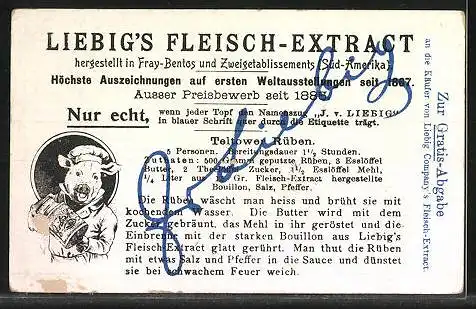 LIEBIG'S FLEISCH-EXTRACT
hergestellt in Fray-Bentos und Zweigetablissements (Süd-Amerika)
Höchste Auszeichnungen auf ersten Weltausstellungen seit 1867.
Ausser Preisbewerb seit 1885.
Nur echt, wenn jeder Topf den Namenszug „J. v. LIEBIG"
in blauer Schrift quer durch die Etiquette trägt.
Teltower Rüben.
5 Personen. Bereitungsdauer 1½ Stunden.
Zuthaten: 500 Gramm geputzte Rüben, 3 Esslöffel
Butter, 2 Zucker, 1½ Esslöffel Mehl,
¼ Liter aus Gr. Fleisch-Extract hergestellte
Bouillon, Salz, Pfeffer.
Die Rüben wäscht man heiss und brüht sie mit
kochendem Wasser. Die Butter wird mit dem
Zucker gebräunt, das Mehl in ihr geröstet und die
Einbrenne mit der starken Bouillon aus Liebig's
Fleisch-Extract glatt gerührt. Man thut die Rüben
mit etwas Salz und Pfeffer in die Sauce und dünstet
sie bei schwachem Feuer weich.
J v Liebig
Zur Gratis-Abgabe
an die Käufer von Liebig Company's Fleisch-Extract.